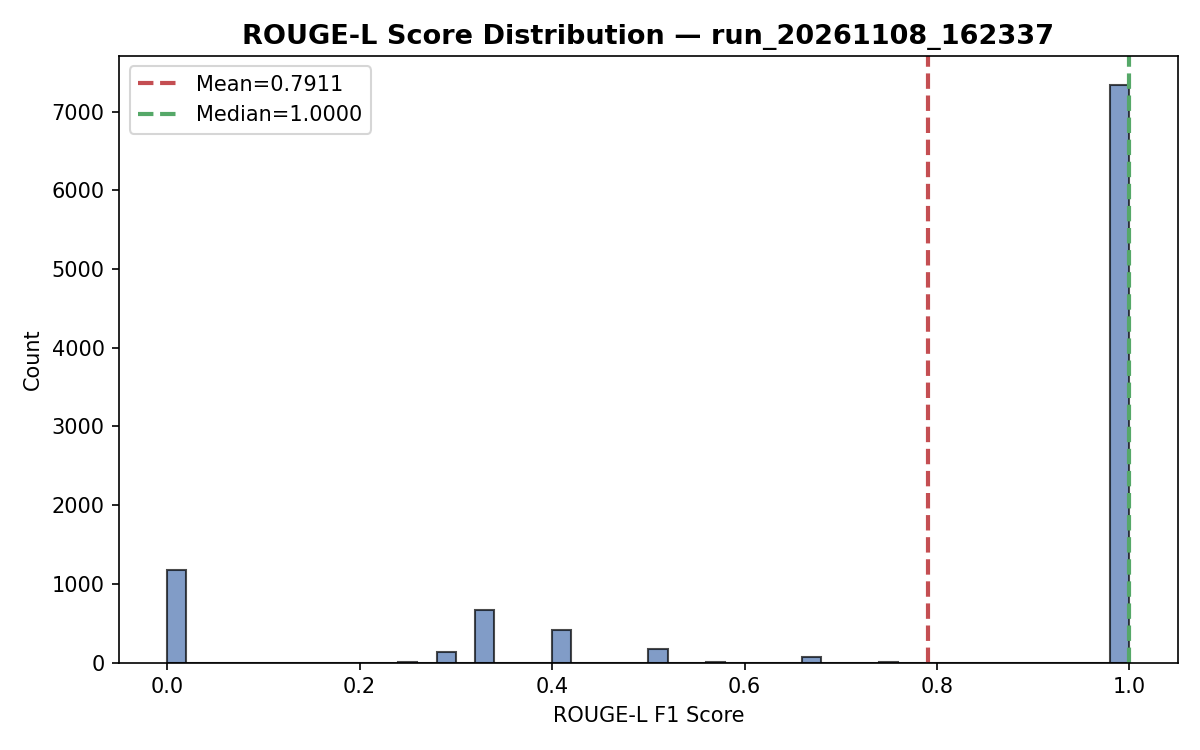 ROUGE-L Score Distribution — run_20261108_162337
Mean=0.7911
Median=1.0000
Count
7000
6000
5000
4000
3000
2000
1000
0
0.0 0.2 0.4 0.6 0.8 1.0
ROUGE-L F1 Score